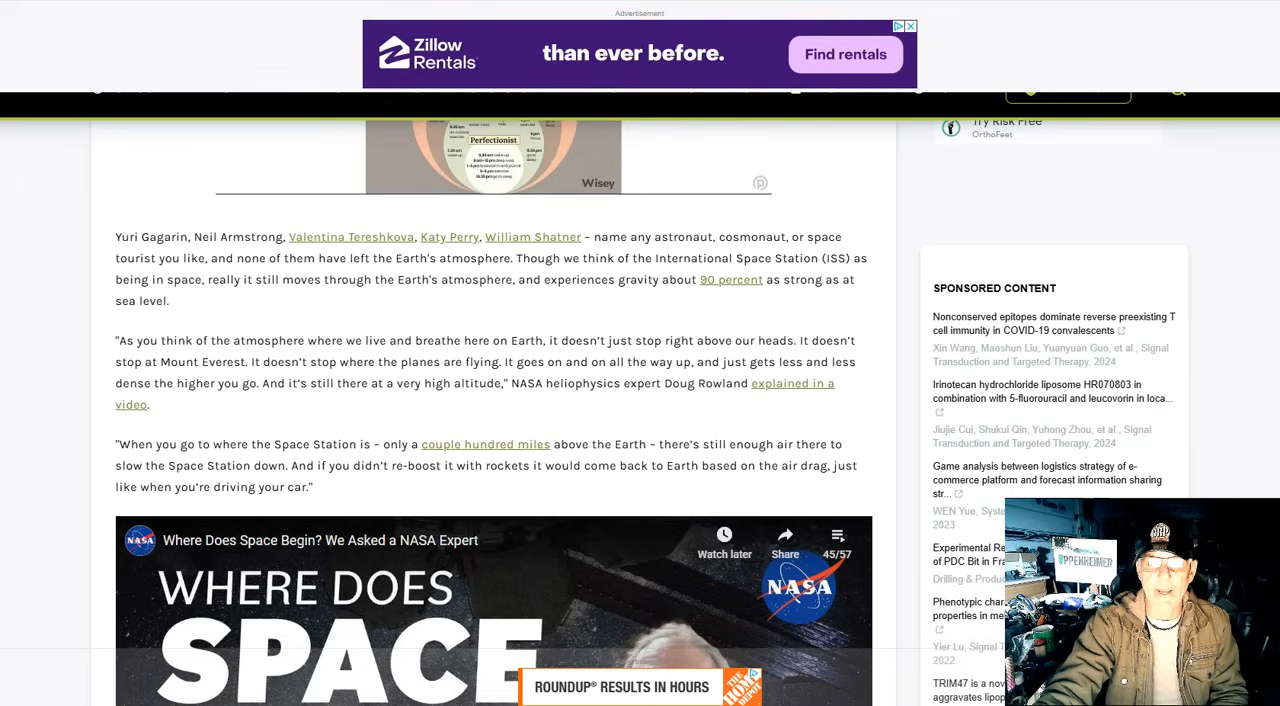 Advertisement
Zillow
Rentals
than ever before.
Find rentals
Try Risk Free
OrthoFeet
Perfectionist
Wisey
Yuri Gagarin, Neil Armstrong, Valentina Tereshkova, Katy Perry, William Shatner – name any astronaut, cosmonaut, or space
tourist you like, and none of them have left the Earth's atmosphere. Though we think of the International Space Station (ISS) as
being in space, really it still moves through the Earth's atmosphere, and experiences gravity about 90 percent as strong as at
sea level.
"As you think of the atmosphere where we live and breathe here on Earth, it doesn't just stop right above our heads. It doesn't
stop at Mount Everest. It doesn't stop where the planes are flying. It goes on and on all the way up, and just gets less and less
dense the higher you go. And it's still there at a very high altitude," NASA heliophysics expert Doug Rowland explained in a
video.
"When you go to where the Space Station is – only a couple hundred miles above the Earth – there's still enough air there to
slow the Space Station down. And if you didn't re-boost it with rockets it would come back to Earth based on the air drag, just
like when you're driving your car."
NASA
Where Does Space Begin? We Asked a NASA Expert
Watch later
Share
45/57
WHERE DOES
SPACE
NASA
ROUNDUP® RESULTS IN HOURS
THE HOME DEPOT
SPONSORED CONTENT
Nonconserved epitopes dominate reverse preexisting T
cell immunity in COVID-19 convalescents
Xin Wang, Maoshun Liu, Yuanyuan Guo, et al., Signal
Transduction and Targeted Therapy, 2024
Irinotecan hydrochloride liposome HR070803 in
combination with 5-fluorouracil and leucovorin in loca...
Jiujie Cui, Shukui Qin, Yuhong Zhou, et al., Signal
Transduction and Targeted Therapy, 2024
Game analysis between logistics strategy of e-
commerce platform and forecast information sharing
str...
WEN Yue, Syste
2023
Experimental Re
of PDC Bit in Fra
Drilling & Produc
Phenotypic char
properties in me
Yier Lu, Signal T
2022
TRIM47 is a nov
aggravates lipop
OPPENHEIMER